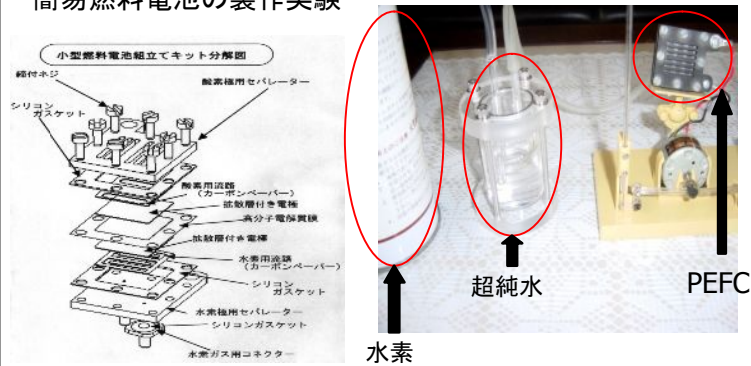 簡易燃料電池の製作実験
小型燃料電池組立てキット分解図
締付ネジ
酸素極用セパレーター
シリコン
ガスケット
酸素用流路
(カーボンペーパー)
拡散層付き電極
高分子電解質膜
拡散層付き電極
水素用流路
(カーボンペーパー)
シリコン
ガスケット
水素極用セパレーター
シリコンガスケット
水素ガス用コネクター
超純水
PEFC
水素